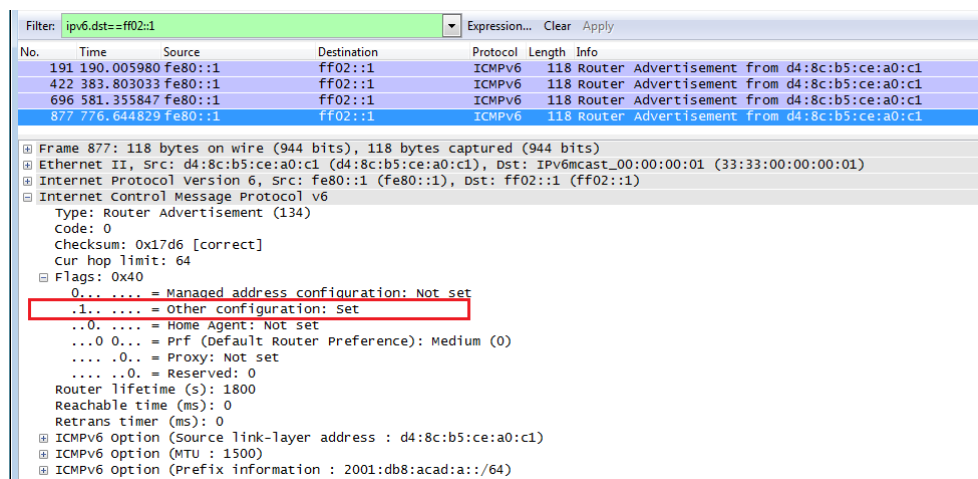 Filter: ipv6.dst==ff02::1 Expression... Clear Apply
No. Time Source Destination Protocol Length Info
191 190.005980 fe80::1 ff02::1 ICMPv6 118 Router Advertisement from d4:8c:b5:ce:a0:c1
422 383.803033 fe80::1 ff02::1 ICMPv6 118 Router Advertisement from d4:8c:b5:ce:a0:c1
696 581.355847 fe80::1 ff02::1 ICMPv6 118 Router Advertisement from d4:8c:b5:ce:a0:c1
877 776.644829 fe80::1 ff02::1 ICMPv6 118 Router Advertisement from d4:8c:b5:ce:a0:c1
Frame 877: 118 bytes on wire (944 bits), 118 bytes captured (944 bits)
Ethernet II, Src: d4:8c:b5:ce:a0:c1 (d4:8c:b5:ce:a0:c1), Dst: IPv6mcast_00:00:00:01 (33:33:00:00:00:01)
Internet Protocol Version 6, Src: fe80::1 (fe80::1), Dst: ff02::1 (ff02::1)
Internet Control Message Protocol v6
Type: Router Advertisement (134)
Code: 0
Checksum: 0x17d6 [correct]
Cur hop limit: 64
Flags: 0x40
0... .... = Managed address configuration: Not set
.1.. .... = Other configuration: Set
..0. .... = Home Agent: Not set
...0 0... = Prf (Default Router Preference): Medium (0)
.... .0.. = Proxy: Not set
.... ..0. = Reserved: 0
Router lifetime (s): 1800
Reachable time (ms): 0
Retrans timer (ms): 0
ICMPv6 Option (Source link-layer address : d4:8c:b5:ce:a0:c1)
ICMPv6 Option (MTU : 1500)
ICMPv6 Option (Prefix information : 2001:db8:acad:a::/64)